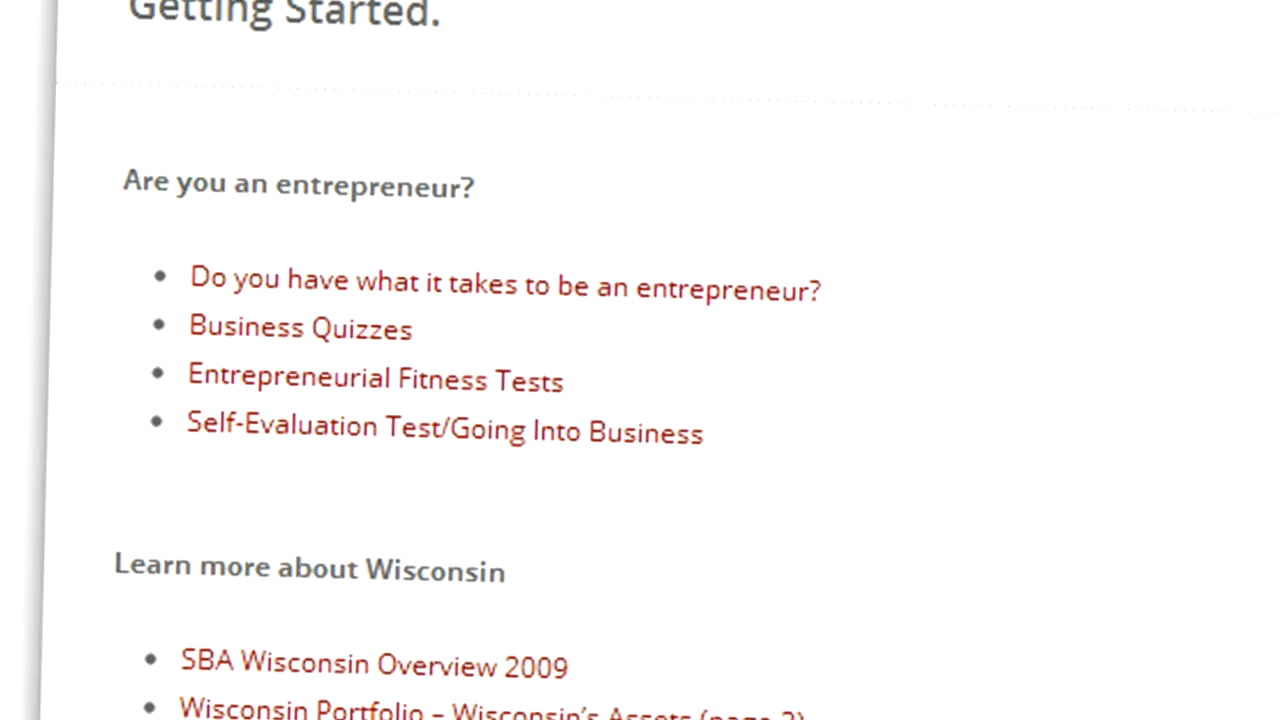 Getting Started.
Are you an entrepreneur?
Do you have what it takes to be an entrepreneur?
Business Quizzes
Entrepreneurial Fitness Tests
Self-Evaluation Test/Going Into Business
Learn more about Wisconsin
SBA Wisconsin Overview 2009
Wisconsin Portfolio – Wisconsin's Assets (page 2)